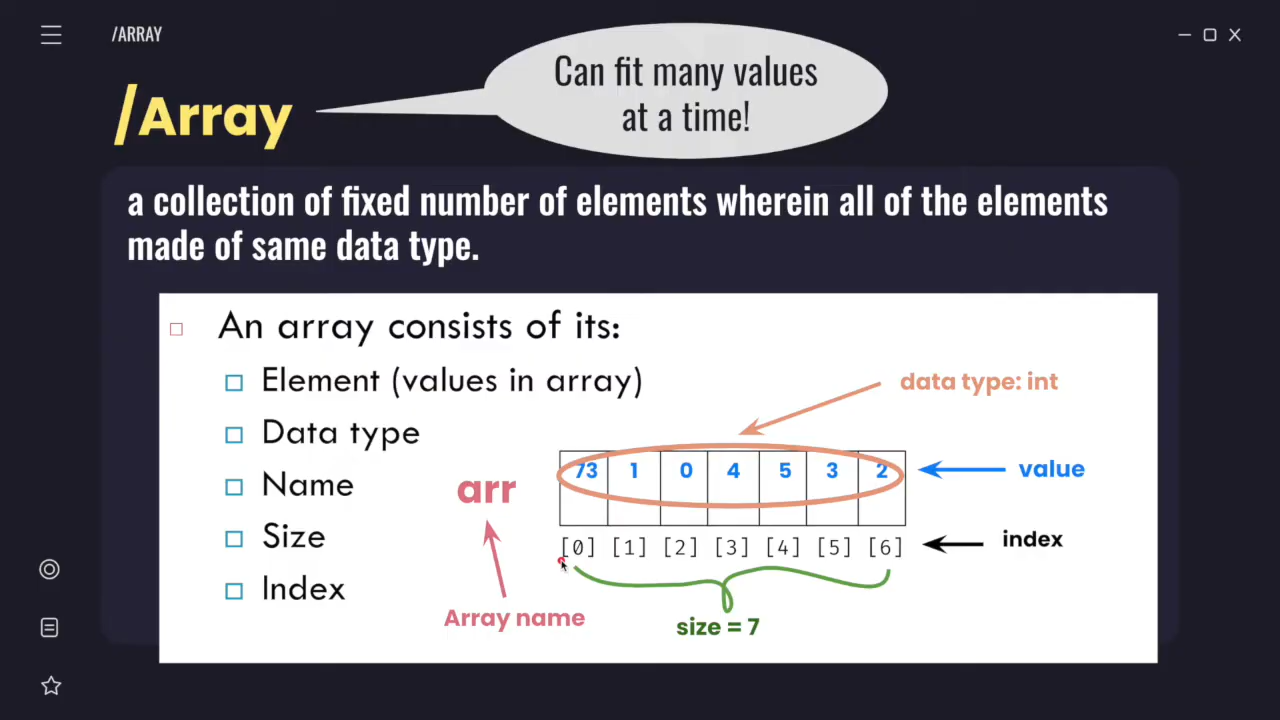 /ARRAY
Can fit many values
at a time!
/Array
a collection of fixed number of elements wherein all of the elements
made of same data type.
An array consists of its:
Element (values in array)
Data type
Name
Size
Index
data type: int
arr
73 1 0 4 5 3 2
value
[0] [1] [2] [3] [4] [5] [6]
index
Array name
size = 7